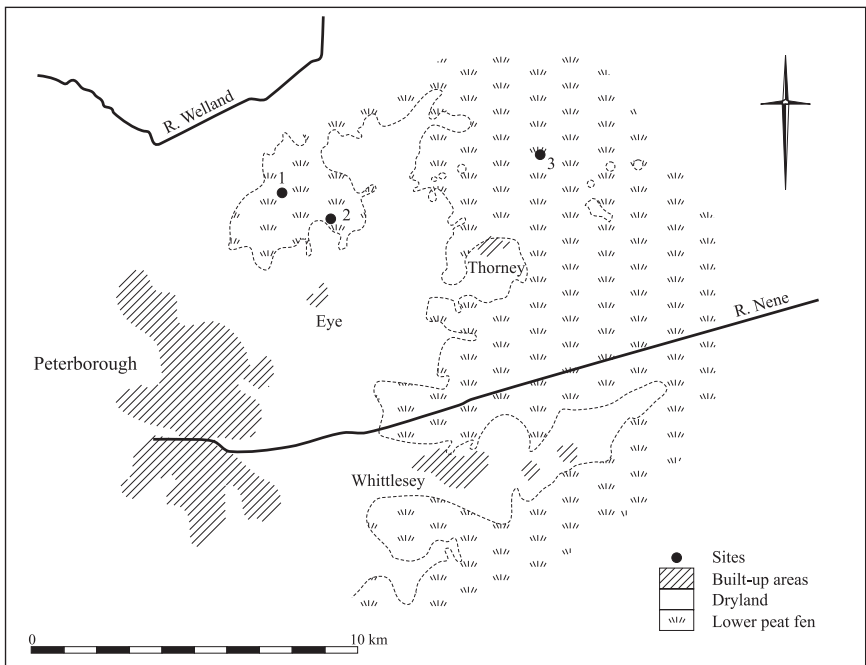 R. Welland
1
2
3
Thorney
Eye
R. Nene
Peterborough
Whittlesey
Sites
Built-up areas
Dryland
Lower peat fen
0 10 km